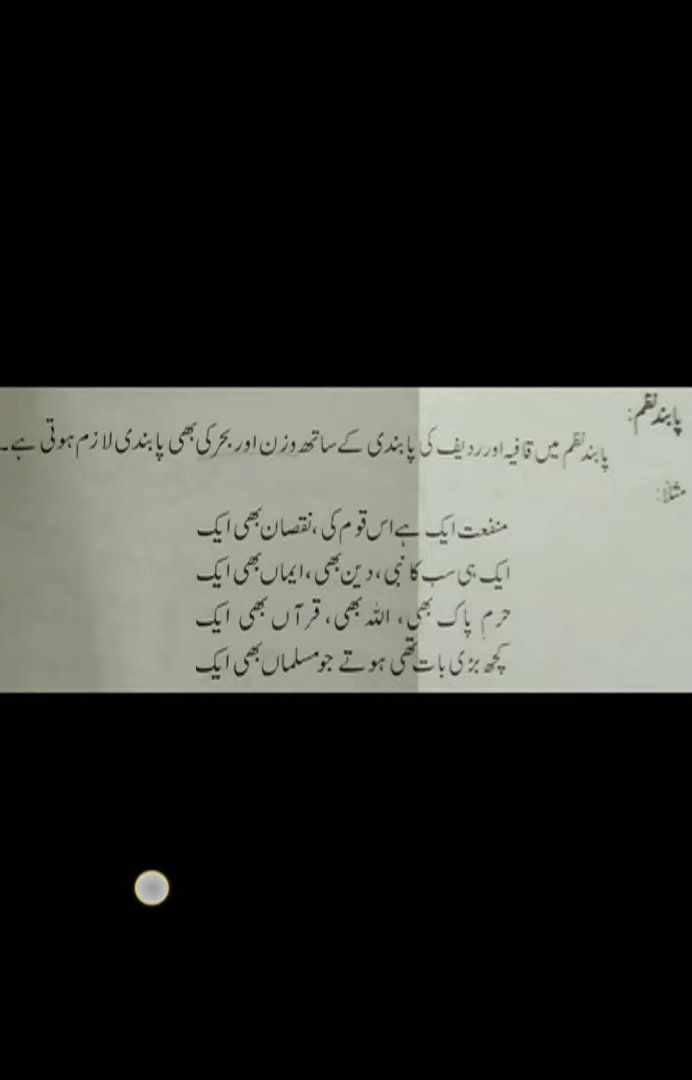 پابند نظم:
پابند نظم میں قافیہ اور ردیف کی پابندی کے ساتھ وزن اور بحر کی بھی پابندی لازم ہوتی ہے۔
مثلاً:
منفعت ایک ہے اس قوم کی، نقصان بھی ایک
ایک ہی سب کا نبی، دین بھی، ایماں بھی ایک
حرمِ پاک بھی، اللہ بھی، قرآں بھی ایک
کچھ بڑی بات تھی ہوتے جو مسلماں بھی ایک